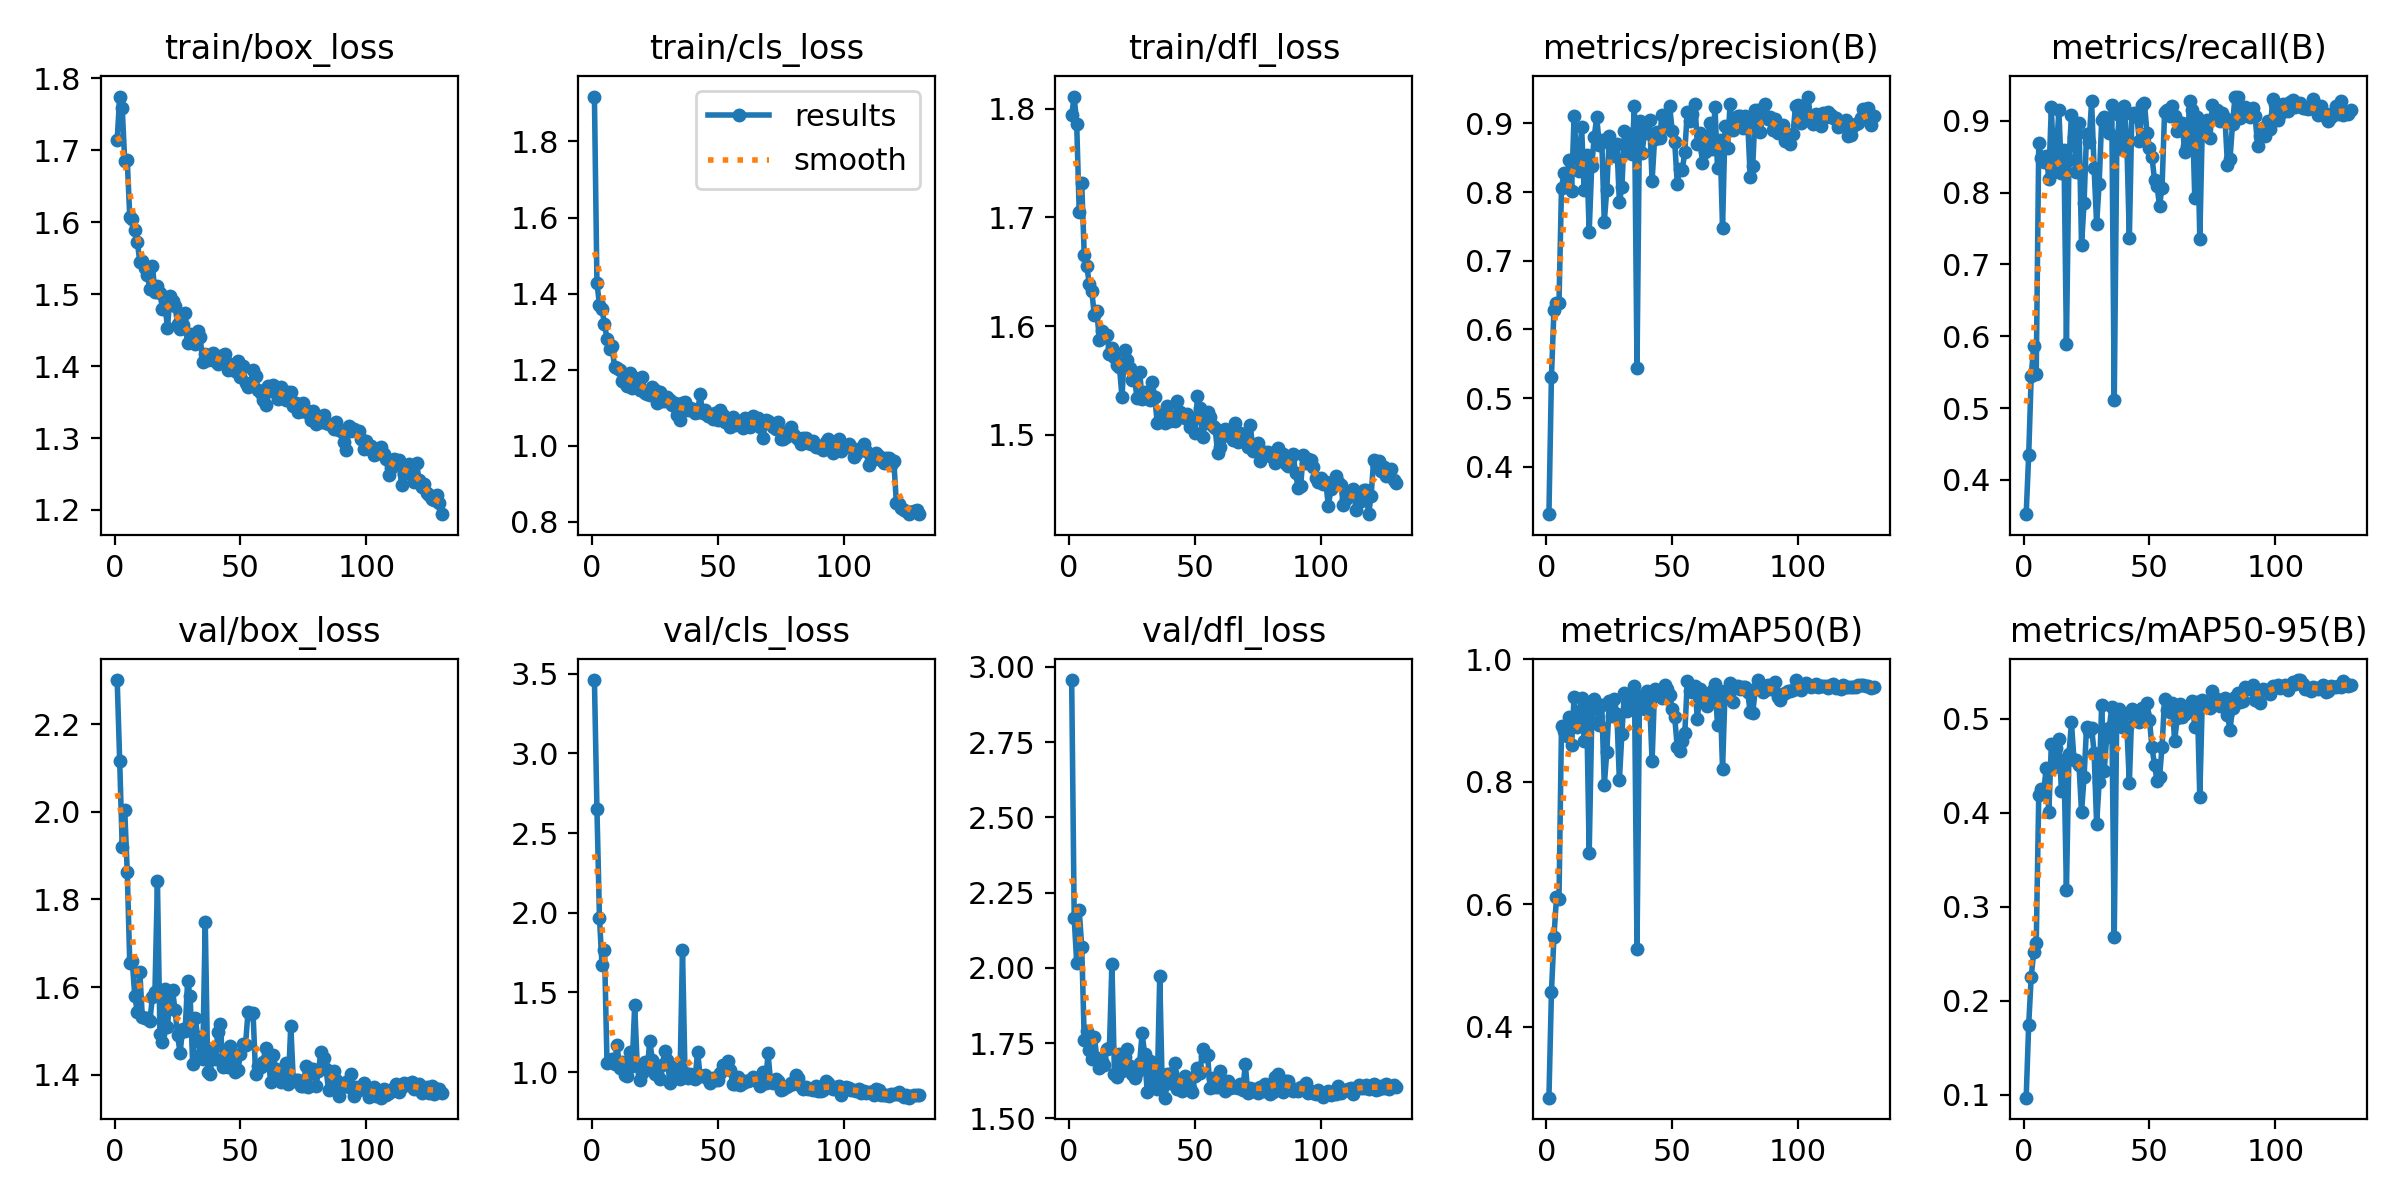 train/box_loss
train/cls_loss
train/dfl_loss
metrics/precision(B)
metrics/recall(B)
1.8
1.7
1.6
1.5
1.4
1.3
1.2
0 50 100
results
smooth
1.8
1.6
1.4
1.2
1.0
0.8
0 50 100
1.8
1.7
1.6
1.5
0 50 100
0.9
0.8
0.7
0.6
0.5
0.4
0 50 100
0.9
0.8
0.7
0.6
0.5
0.4
0 50 100
val/box_loss
val/cls_loss
val/dfl_loss
metrics/mAP50(B)
metrics/mAP50-95(B)
2.2
2.0
1.8
1.6
1.4
0 50 100
3.5
3.0
2.5
2.0
1.5
1.0
0 50 100
3.00
2.75
2.50
2.25
2.00
1.75
1.50
0 50 100
1.0
0.8
0.6
0.4
0 50 100
0.5
0.4
0.3
0.2
0.1
0 50 100